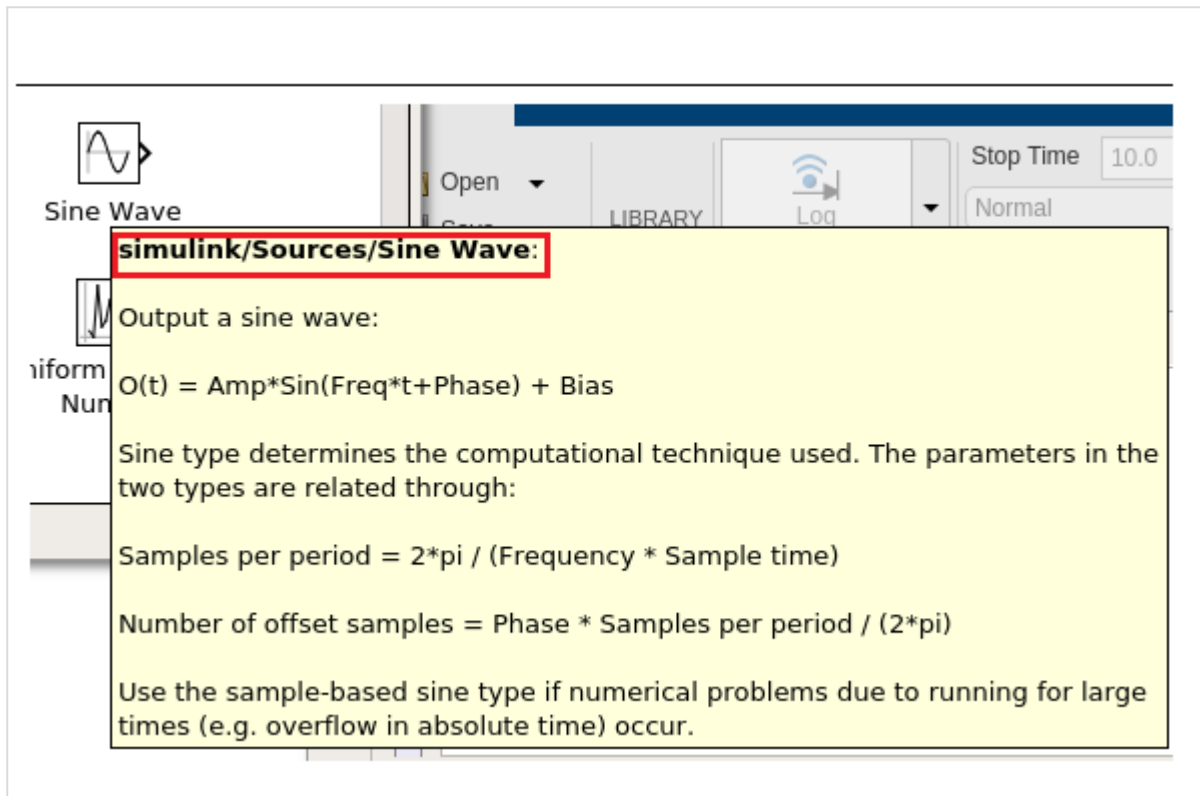 Stop Time 10.0
Open
Normal
Sine Wave
LIBRARY
Log
Save
simulink/Sources/Sine Wave:
Output a sine wave:
niform
O(t) = Amp*Sin(Freq*t+Phase) + Bias
Num
Sine type determines the computational technique used. The parameters in the
two types are related through:
Samples per period = 2*pi / (Frequency * Sample time)
Number of offset samples = Phase * Samples per period / (2*pi)
Use the sample-based sine type if numerical problems due to running for large
times (e.g. overflow in absolute time) occur.